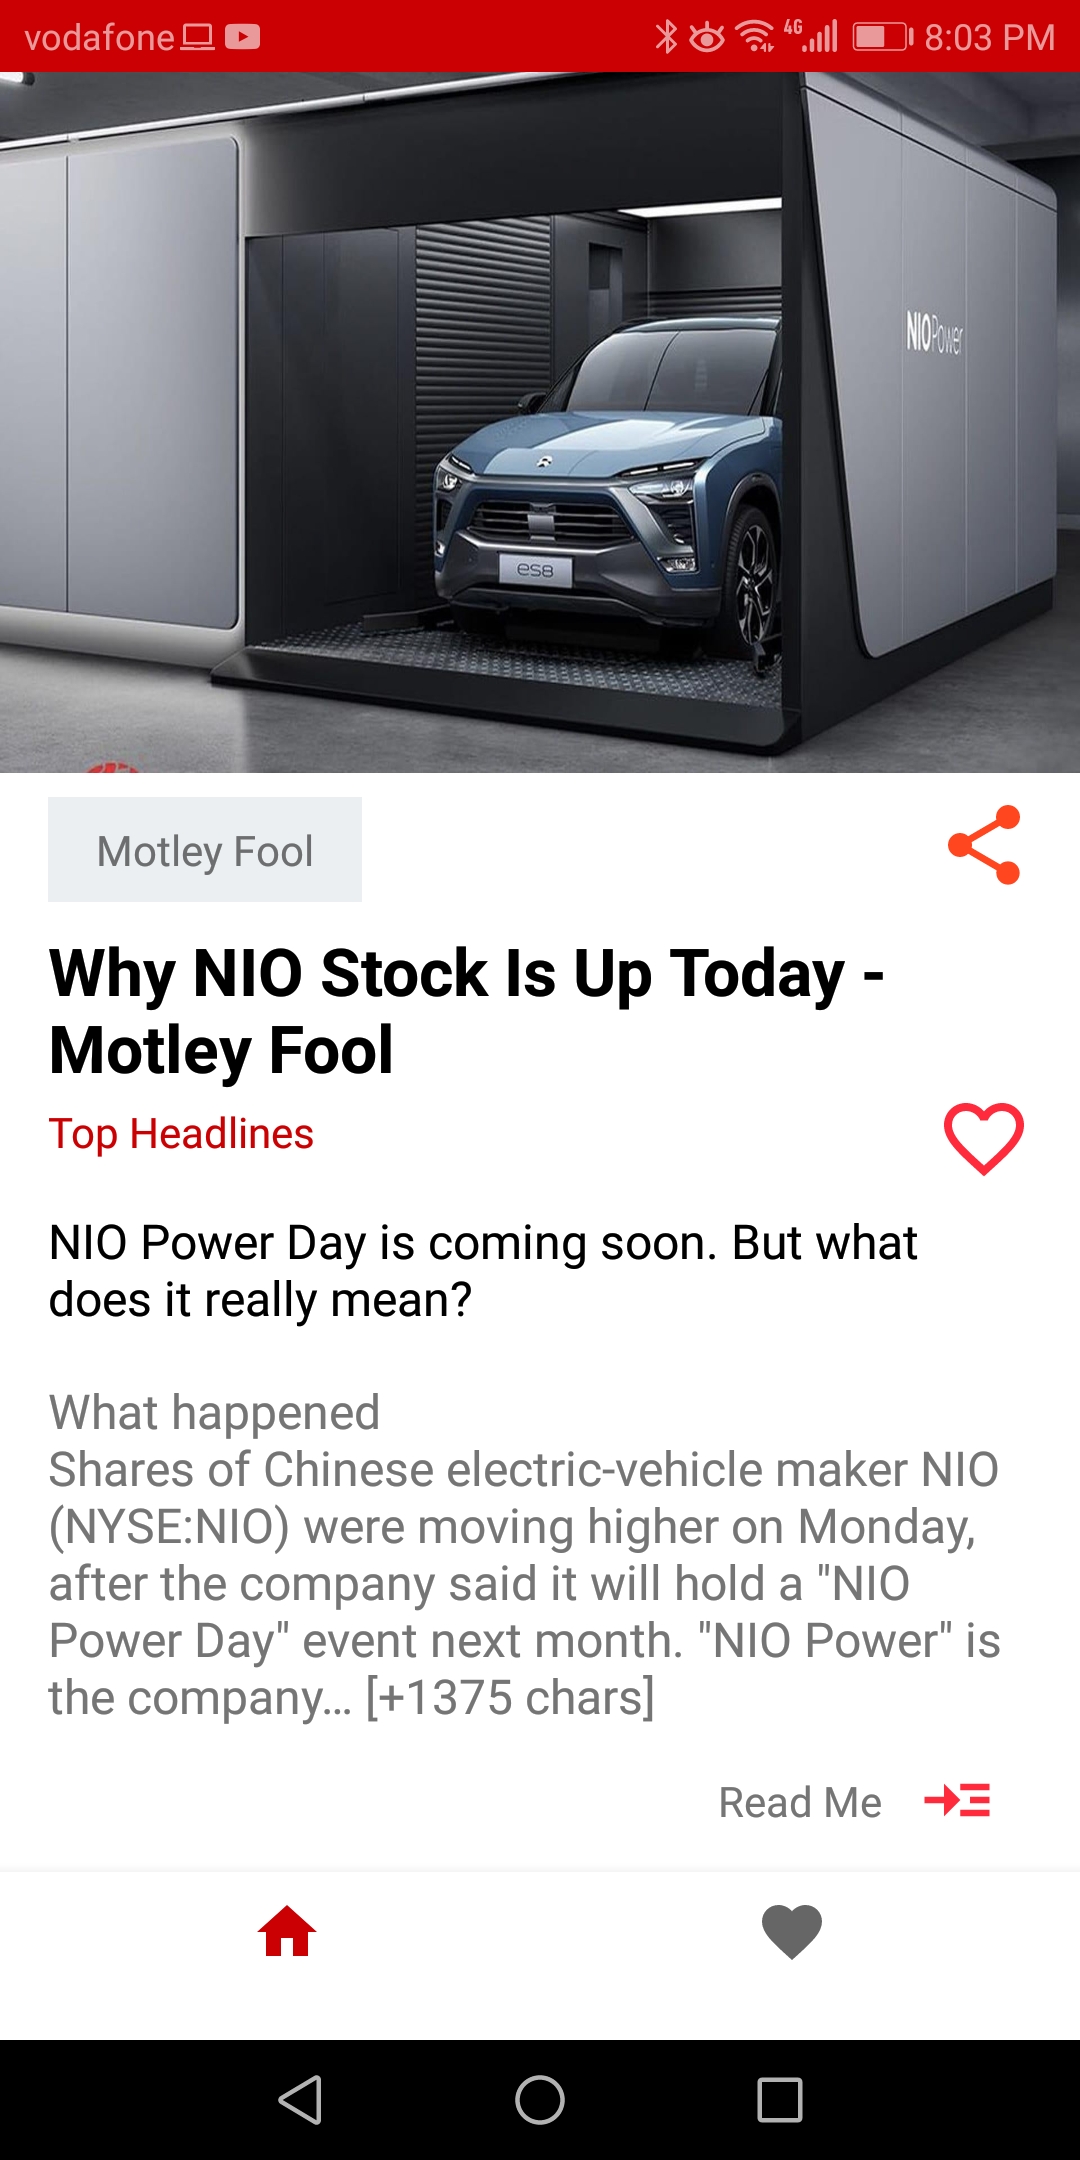 vodafone 4G 8:03 PM
NIOPower
es8
Motley Fool
Why NIO Stock Is Up Today -
Motley Fool
Top Headlines
NIO Power Day is coming soon. But what
does it really mean?
What happened
Shares of Chinese electric-vehicle maker NIO
(NYSE:NIO) were moving higher on Monday,
after the company said it will hold a "NIO
Power Day" event next month. "NIO Power" is
the company… [+1375 chars]
Read Me